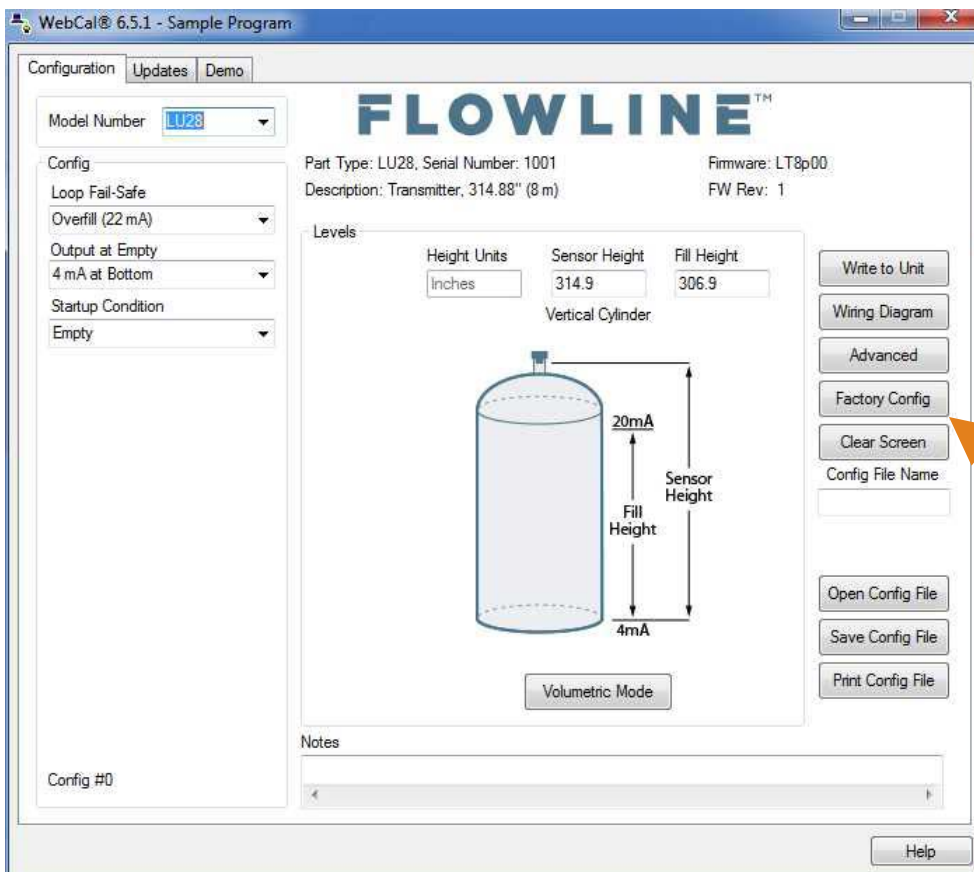 WebCal® 6.5.1 - Sample Program
Configuration Updates Demo
Model Number LU28
FLOWLINE™
Config
Loop Fail-Safe
Overfill (22 mA)
Output at Empty
4 mA at Bottom
Startup Condition
Empty
Config #0
Part Type: LU28, Serial Number: 1001
Firmware: LT8p00
Description: Transmitter, 314.88" (8 m)
FW Rev: 1
Levels
Height Units Sensor Height Fill Height
Inches 314.9 306.9
Vertical Cylinder
20mA
Sensor
Height
Fill
Height
4mA
Volumetric Mode
Write to Unit
Wiring Diagram
Advanced
Factory Config
Clear Screen
Config File Name
Open Config File
Save Config File
Print Config File
Notes
Help